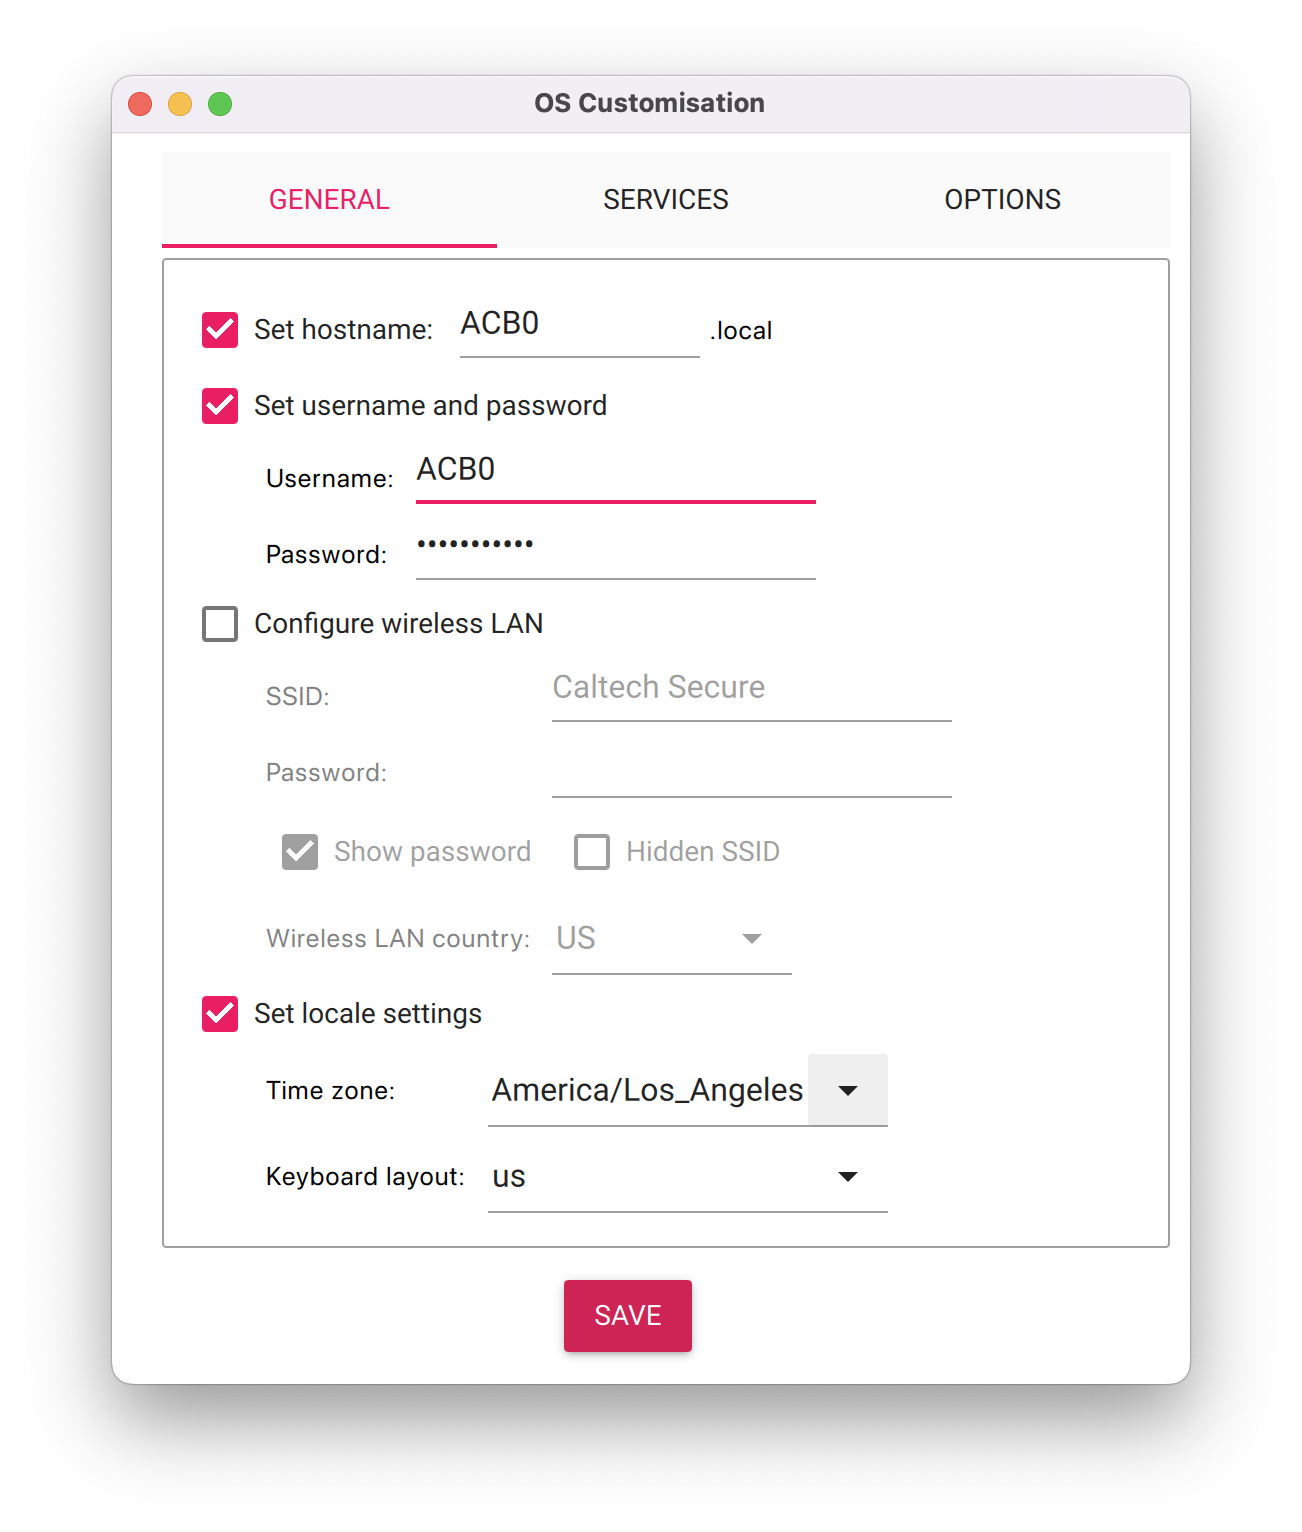 OS Customisation
GENERAL SERVICES OPTIONS
Set hostname: ACB0 .local
Set username and password
Username: ACB0
Password: •••••••••••
Configure wireless LAN
SSID: Caltech Secure
Password:
Show password Hidden SSID
Wireless LAN country: US
Set locale settings
Time zone: America/Los_Angeles
Keyboard layout: us
SAVE